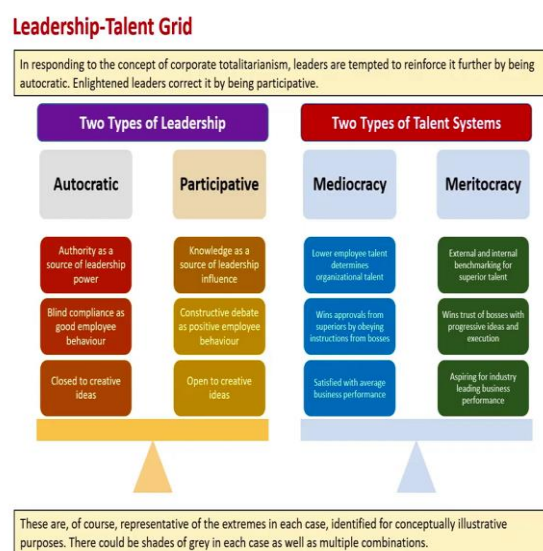 Leadership-Talent Grid
In responding to the concept of corporate totalitarianism, leaders are tempted to reinforce it further by being
autocratic. Enlightened leaders correct it by being participative.
Two Types of Leadership
Two Types of Talent Systems
Autocratic
Participative
Mediocracy
Meritocracy
Authority as a
source of leadership
power
Knowledge as a
source of leadership
influence
Lower employee talent
determines
organizational talent
External and internal
benchmarking for
superior talent
Blind compliance as
good employee
behaviour
Constructive debate
as positive employee
behaviour
Wins approvals from
superiors by obeying
instructions from bosses
Wins trust of bosses with
progressive ideas and
execution
Closed to creative
ideas
Open to creative
ideas
Satisfied with average
business performance
Aspiring for industry
leading business
performance
These are, of course, representative of the extremes in each case, identified for conceptually illustrative
purposes. There could be shades of grey in each case as well as multiple combinations.